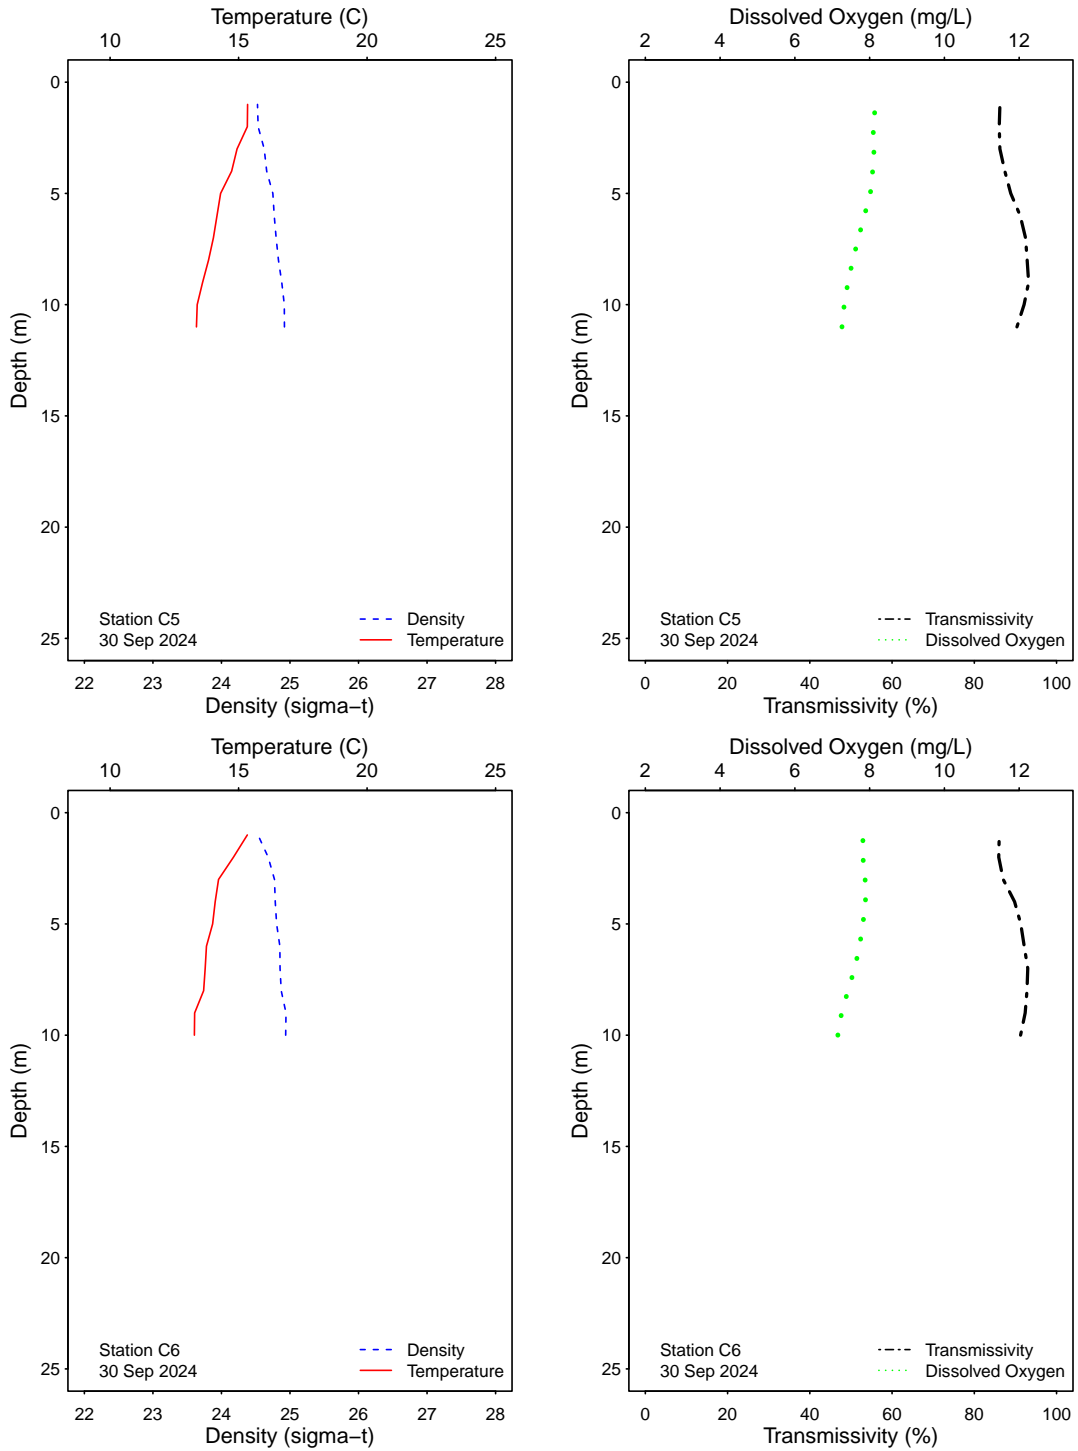 Temperature (C)
10 15 20 25
0
5
10
15
20
25
Depth (m)
Station C5
30 Sep 2024
Density
Temperature
22 23 24 25 26 27 28
Density (sigma−t)
Dissolved Oxygen (mg/L)
2 4 6 8 10 12
0
5
10
15
20
25
Depth (m)
Station C5
30 Sep 2024
Transmissivity
Dissolved Oxygen
0 20 40 60 80 100
Transmissivity (%)
Temperature (C)
10 15 20 25
0
5
10
15
20
25
Depth (m)
Station C6
30 Sep 2024
Density
Temperature
22 23 24 25 26 27 28
Density (sigma−t)
Dissolved Oxygen (mg/L)
2 4 6 8 10 12
0
5
10
15
20
25
Depth (m)
Station C6
30 Sep 2024
Transmissivity
Dissolved Oxygen
0 20 40 60 80 100
Transmissivity (%)